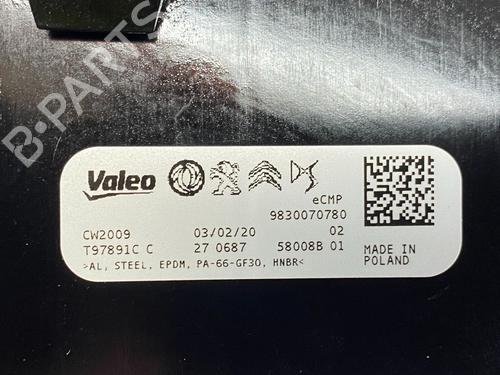 B-PARTS
Valeo
eCMP
9830070780
CW2009 03/02/20 02
T97891C C 27 0687 58008B 01
>AL, STEEL, EPDM, PA-66-GF30, HNBR<
MADE IN
POLAND